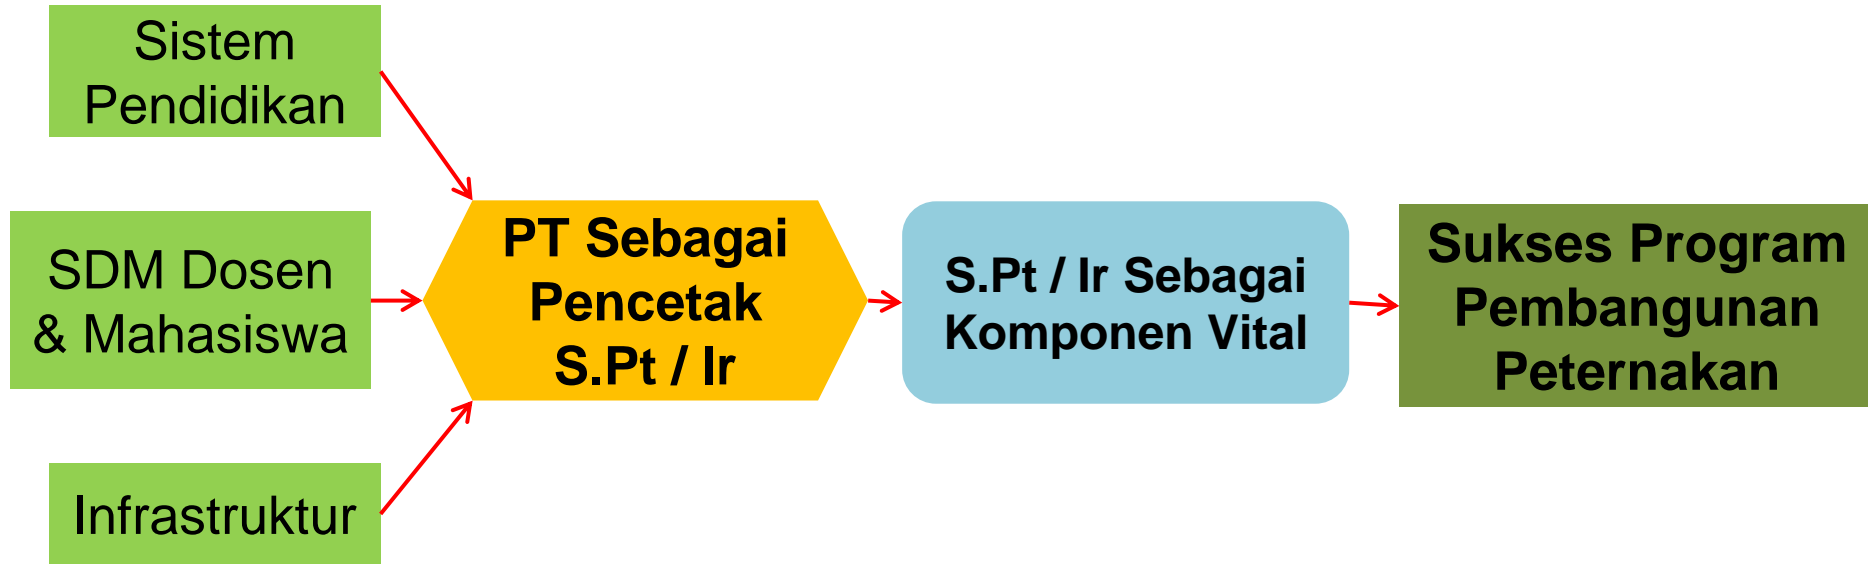 Sistem
Pendidikan
SDM Dosen
& Mahasiswa
Infrastruktur
PT Sebagai
Pencetak
S.Pt / Ir
S.Pt / Ir Sebagai
Komponen Vital
Sukses Program
Pembangunan
Peternakan